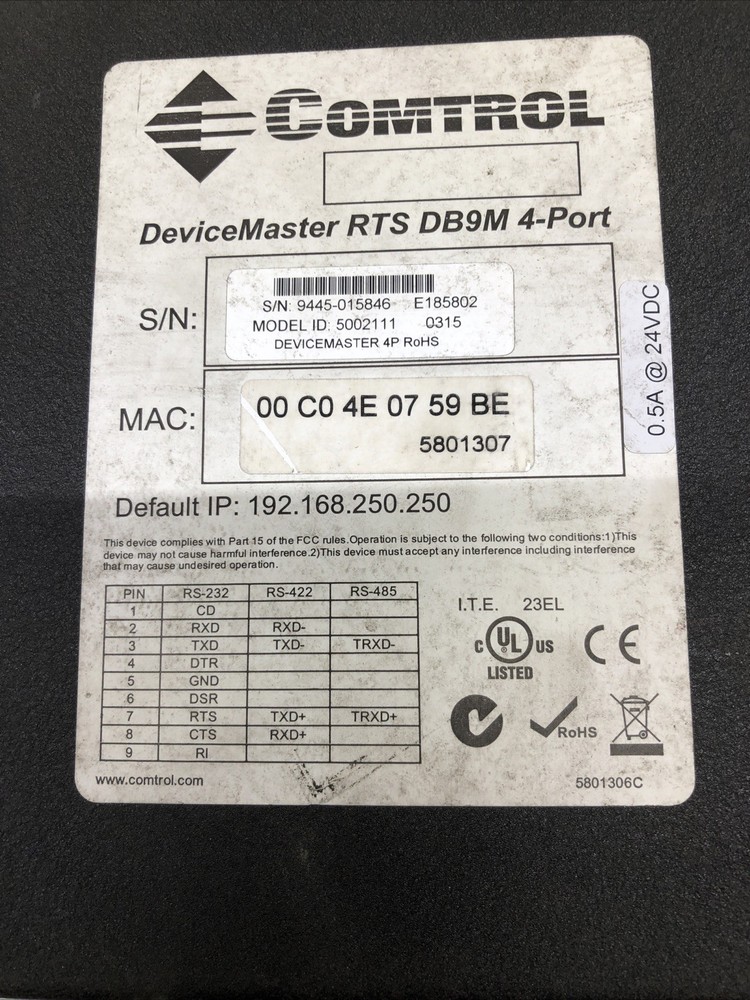 COMTROL
DeviceMaster RTS DB9M 4-Port
S/N:
S/N: 9445-015846 E185802
MODEL ID: 5002111 0315
DEVICEMASTER 4P RoHS
0.5A @ 24VDC
MAC:
00 C0 4E 07 59 BE
5801307
Default IP: 192.168.250.250
This device complies with Part 15 of the FCC rules.Operation is subject to the following two conditions:1)This
device may not cause harmful interference.2)This device must accept any interference including interference
that may cause undesired operation.
PIN RS-232 RS-422 RS-485
1 CD
2 RXD RXD-
3 TXD TXD- TRXD-
4 DTR
5 GND
6 DSR
7 RTS TXD+ TRXD+
8 CTS RXD+
9 RI
I.T.E. 23EL
C UL US CE
LISTED
RoHS
www.comtrol.com
5801306C